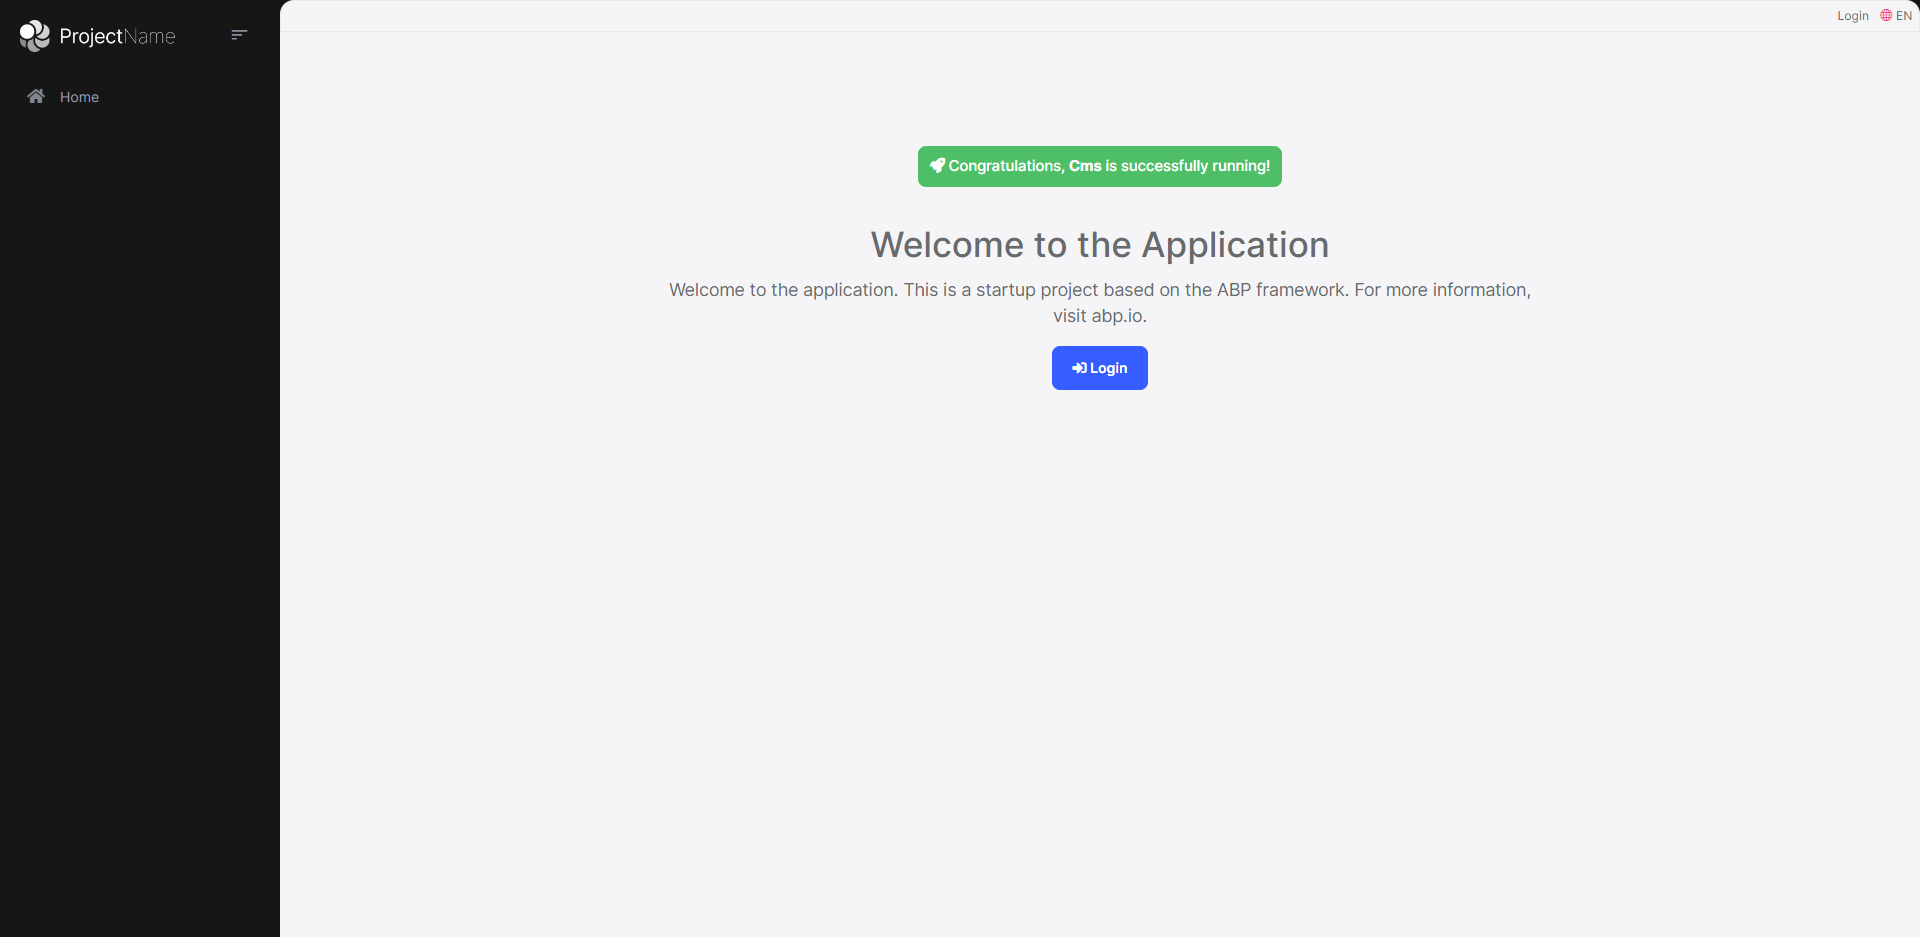 ProjectName
Login EN
Home
Congratulations, Cms is successfully running!
Welcome to the Application
Welcome to the application. This is a startup project based on the ABP framework. For more information,
visit abp.io.
Login